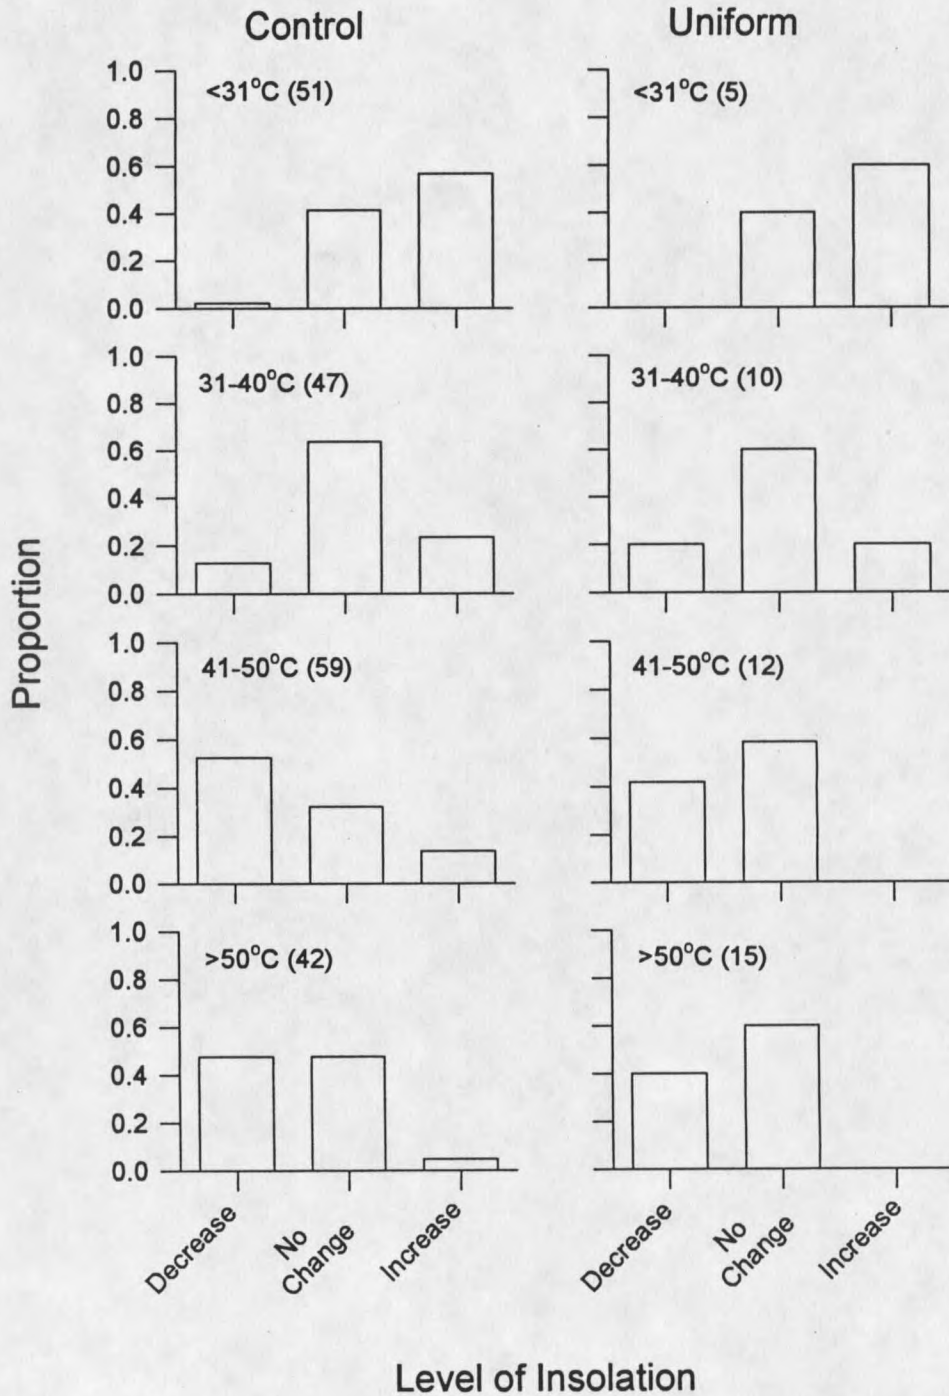 Control Uniform
1.0
0.8
0.6
0.4
0.2
0.0
<31°C (51)
<31°C (5)
1.0
0.8
0.6
0.4
0.2
0.0
31-40°C (47)
31-40°C (10)
Proportion
1.0
0.8
0.6
0.4
0.2
0.0
41-50°C (59)
41-50°C (12)
1.0
0.8
0.6
0.4
0.2
0.0
>50°C (42)
>50°C (15)
Decrease
No
Change
Increase
Decrease
No
Change
Increase
Level of Insolation